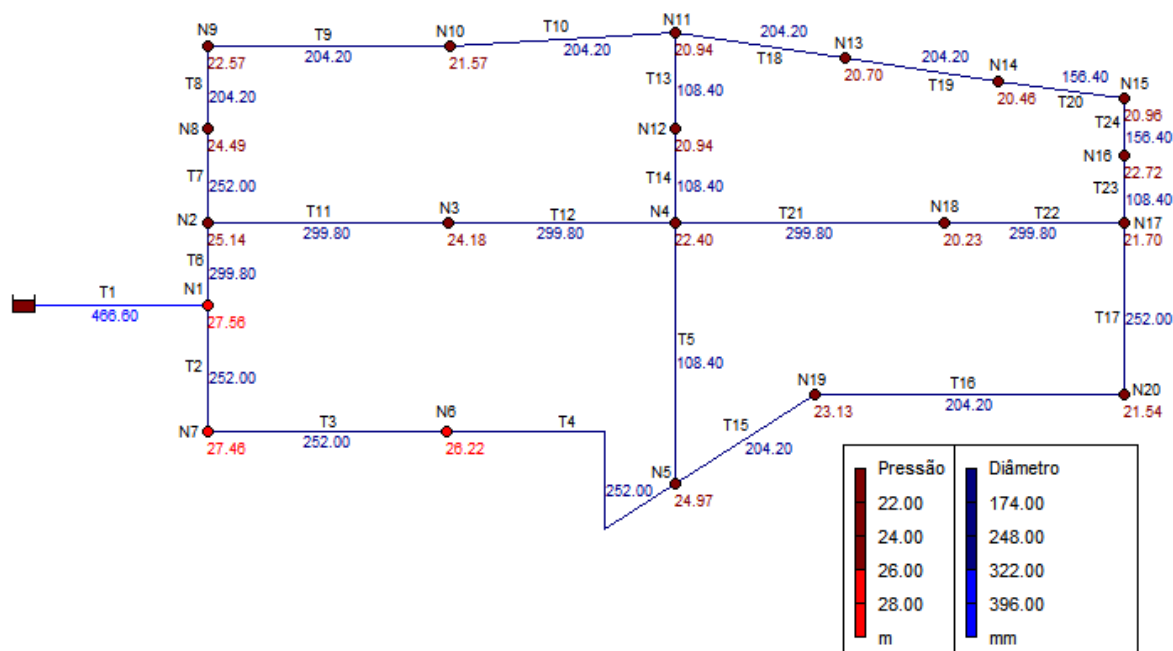 N9
T9
204.20
22.57
N10
21.57
T10
204.20
N11
20.94
204.20
T18
N13
20.70
204.20
T19
N14
20.46
156.40
T20
N15
20.96
T8
204.20
T13
108.40
T24
156.40
N8
24.49
N12
20.94
N16
22.72
T7
252.00
T14
108.40
T23
108.40
N2
25.14
T11
299.80
N3
24.18
T12
299.80
N4
22.40
T21
299.80
N18
20.23
T22
299.80
N17
21.70
T6
299.80
T1
466.60
N1
27.56
T17
252.00
T5
108.40
T2
252.00
N19
23.13
T16
204.20
N20
21.54
N7
27.46
T3
252.00
N6
26.22
T4
T15
204.20
N5
252.00
24.97
Pressão
22.00
24.00
26.00
28.00
m
Diâmetro
174.00
248.00
322.00
396.00
mm